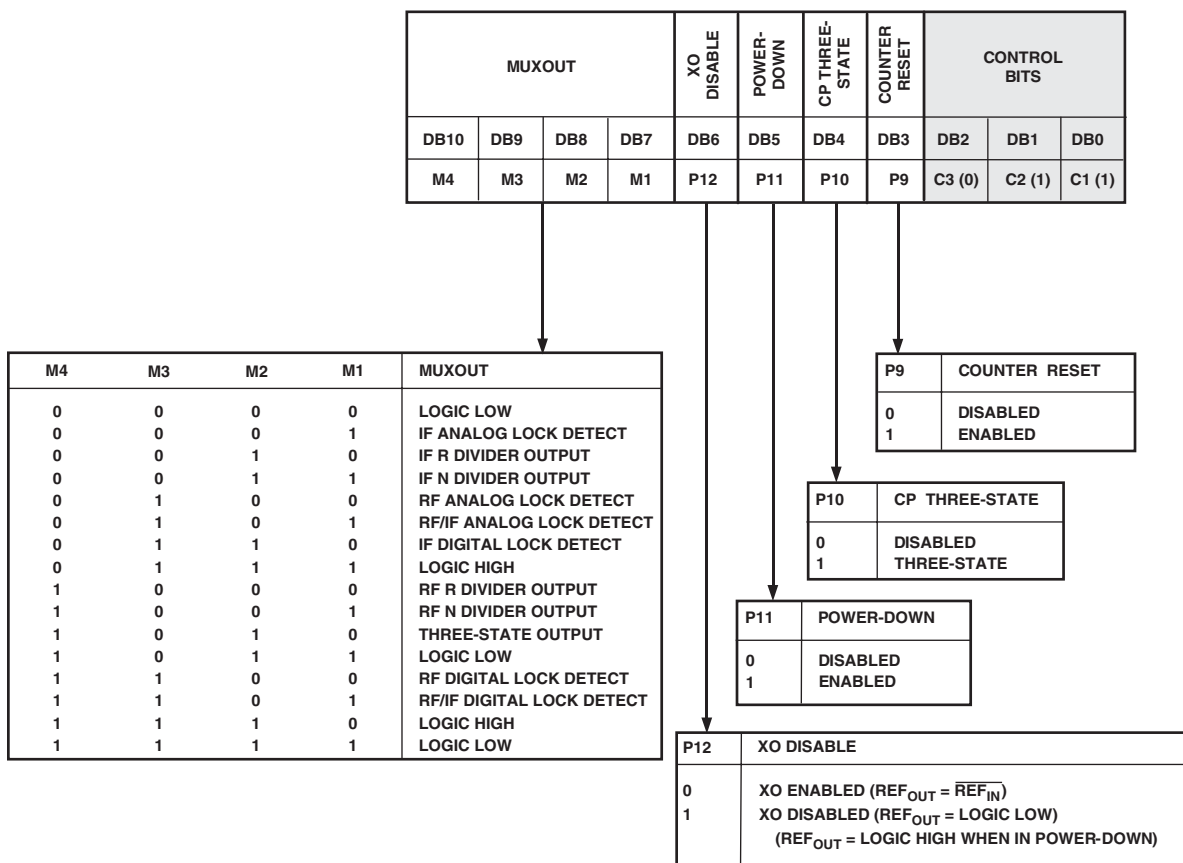 MUXOUT
XO DISABLE
POWER-DOWN
CP THREE-STATE
COUNTER RESET
CONTROL BITS
DB10 DB9 DB8 DB7 DB6 DB5 DB4 DB3 DB2 DB1 DB0
M4 M3 M2 M1 P12 P11 P10 P9 C3 (0) C2 (1) C1 (1)
M4 M3 M2 M1 MUXOUT
0 0 0 0 LOGIC LOW
0 0 0 1 IF ANALOG LOCK DETECT
0 0 1 0 IF R DIVIDER OUTPUT
0 0 1 1 IF N DIVIDER OUTPUT
0 1 0 0 RF ANALOG LOCK DETECT
0 1 0 1 RF/IF ANALOG LOCK DETECT
0 1 1 0 IF DIGITAL LOCK DETECT
0 1 1 1 LOGIC HIGH
1 0 0 0 RF R DIVIDER OUTPUT
1 0 0 1 RF N DIVIDER OUTPUT
1 0 1 0 THREE-STATE OUTPUT
1 0 1 1 LOGIC LOW
1 1 0 0 RF DIGITAL LOCK DETECT
1 1 0 1 RF/IF DIGITAL LOCK DETECT
1 1 1 0 LOGIC HIGH
1 1 1 1 LOGIC LOW
P9 COUNTER RESET
0 DISABLED
1 ENABLED
P10 CP THREE-STATE
0 DISABLED
1 THREE-STATE
P11 POWER-DOWN
0 DISABLED
1 ENABLED
P12 XO DISABLE
0 XO ENABLED (REFOUT = R̅E̅F̅I̅N̅)
1 XO DISABLED (REFOUT = LOGIC LOW)
(REFOUT = LOGIC HIGH WHEN IN POWER-DOWN)